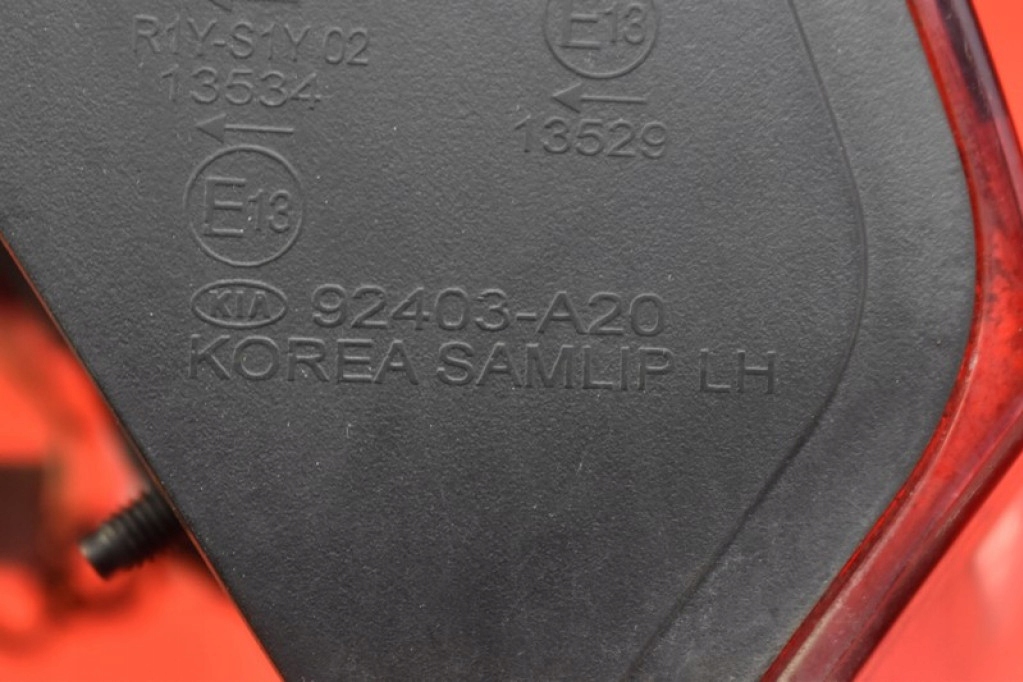 R1Y-S1Y 02
13534
E13
13529
E13
KIA 92403-A20
KOREA SAMLIP LH